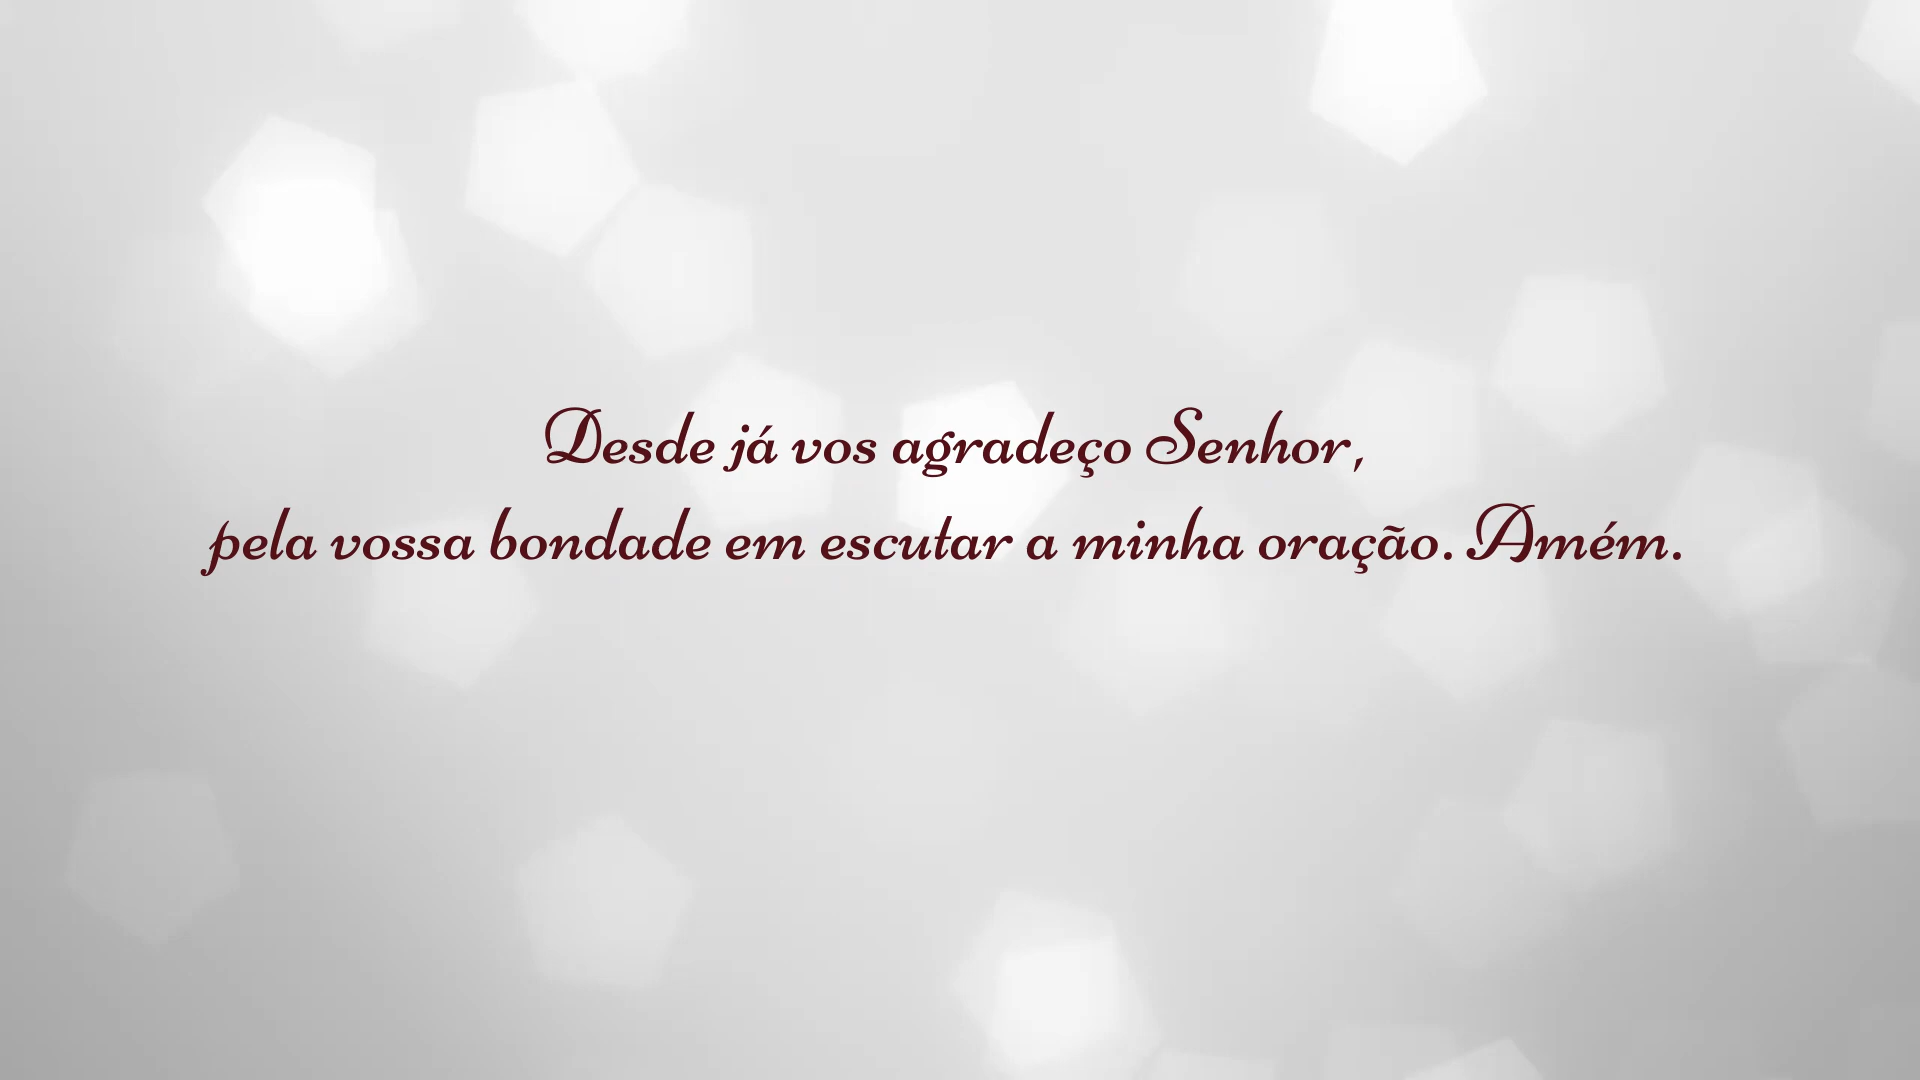 Desde já vos agradeço Senhor,
pela vossa bondade em escutar a minha oração. Amém.